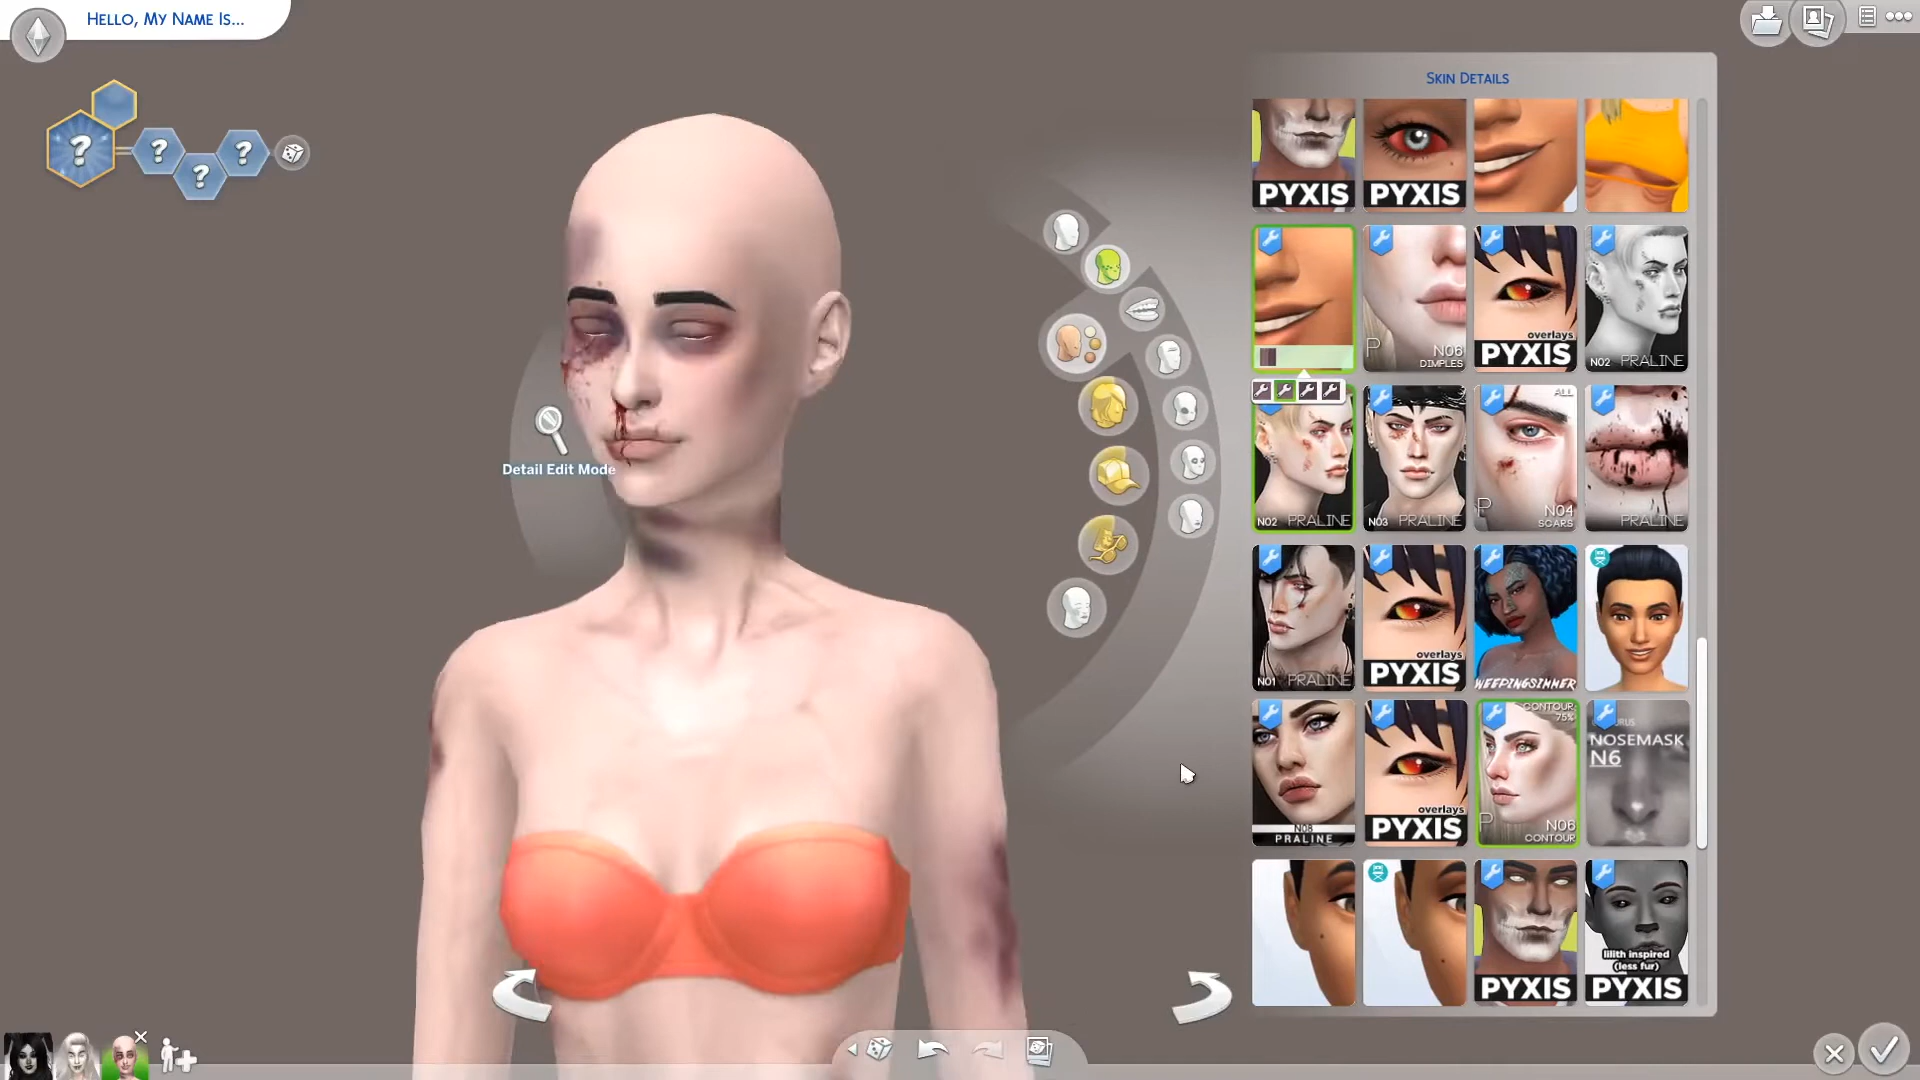 Hello, My Name Is...
Skin Details
PYXIS
PYXIS
N06
DIMPLES
overlays
PYXIS
N02 PRALINE
Detail Edit Mode
N02 PRALINE
N03 PRALINE
ALL
N04
SCARS
PRALINE
N01 PRALINE
overlays
PYXIS
WEEPINGSIMMER
N08
PRALINE
overlays
PYXIS
CONTOUR
75%
N06
CONTOUR
NOSEMASK
N6
PYXIS
lilith inspired
(less fur)
PYXIS